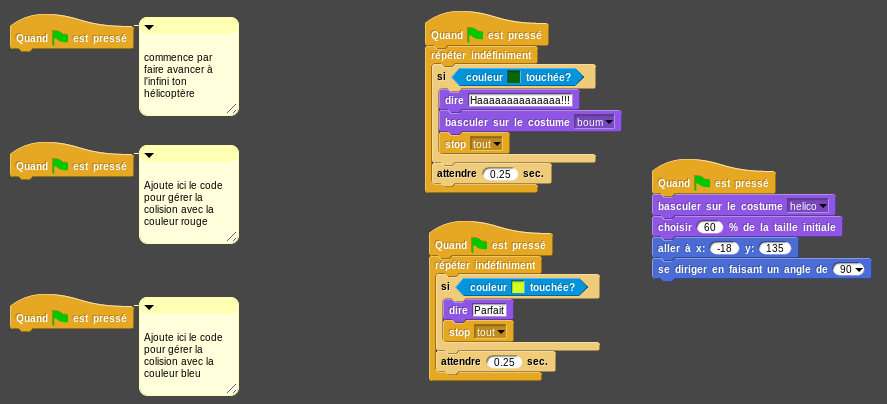 Quand est pressé
commence par
faire avancer à
l'infini ton
hélicoptère
Quand est pressé
Ajoute ici le code
pour gérer la
colision avec la
couleur rouge
Quand est pressé
Ajoute ici le code
pour gérer la
colision avec la
couleur bleu
Quand est pressé
répéter indéfiniment
si couleur touchée?
dire Haaaaaaaaaaaaaa!!!
basculer sur le costume boum
stop tout
attendre 0.25 sec.
Quand est pressé
répéter indéfiniment
si couleur touchée?
dire Parfait
stop tout
attendre 0.25 sec.
Quand est pressé
basculer sur le costume helico
choisir 60 % de la taille initiale
aller à x: -18 y: 135
se diriger en faisant un angle de 90